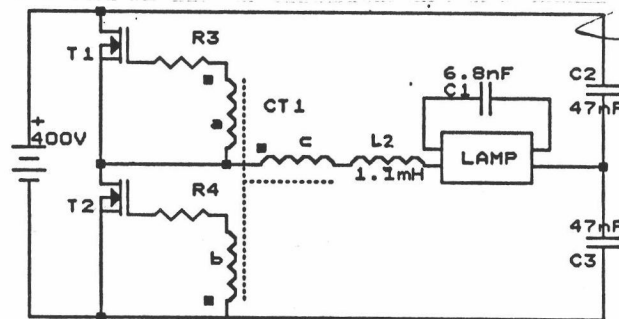 R3
T1
6.8nF
C1
C2
47nF
CT1
+
400V
a
c
L2
LAMP
1.1mH
T2
R4
b
47nF
C3